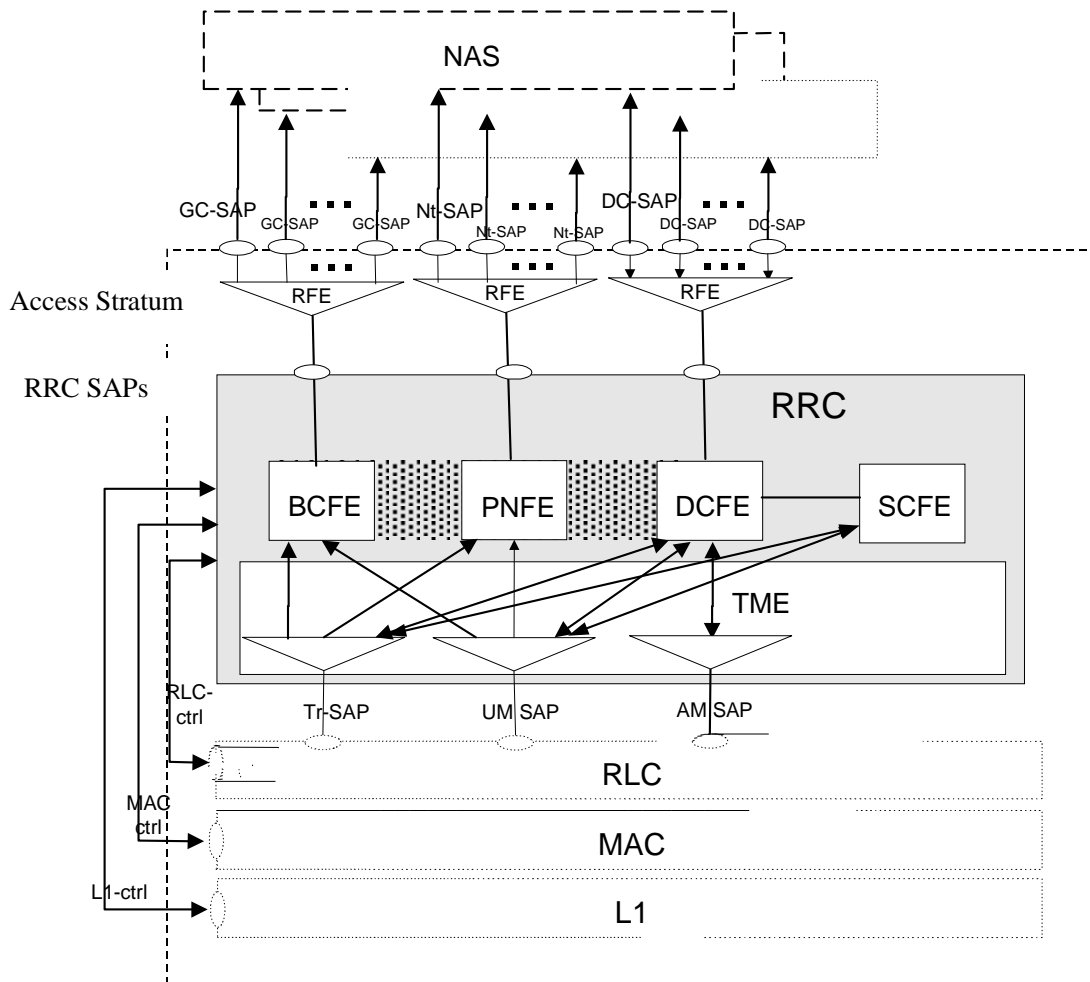 NAS
GC-SAP
GC-SAP
GC-SAP
Nt-SAP
Nt-SAP
Nt-SAP
DC-SAP
DC-SAP
DC-SAP
RFE
RFE
RFE
Access Stratum
RRC SAPs
RRC
BCFE
PNFE
DCFE
SCFE
TME
RLC-
ctrl
Tr-SAP
UM SAP
AM SAP
RLC
MAC
ctrl
MAC
L1-ctrl
L1